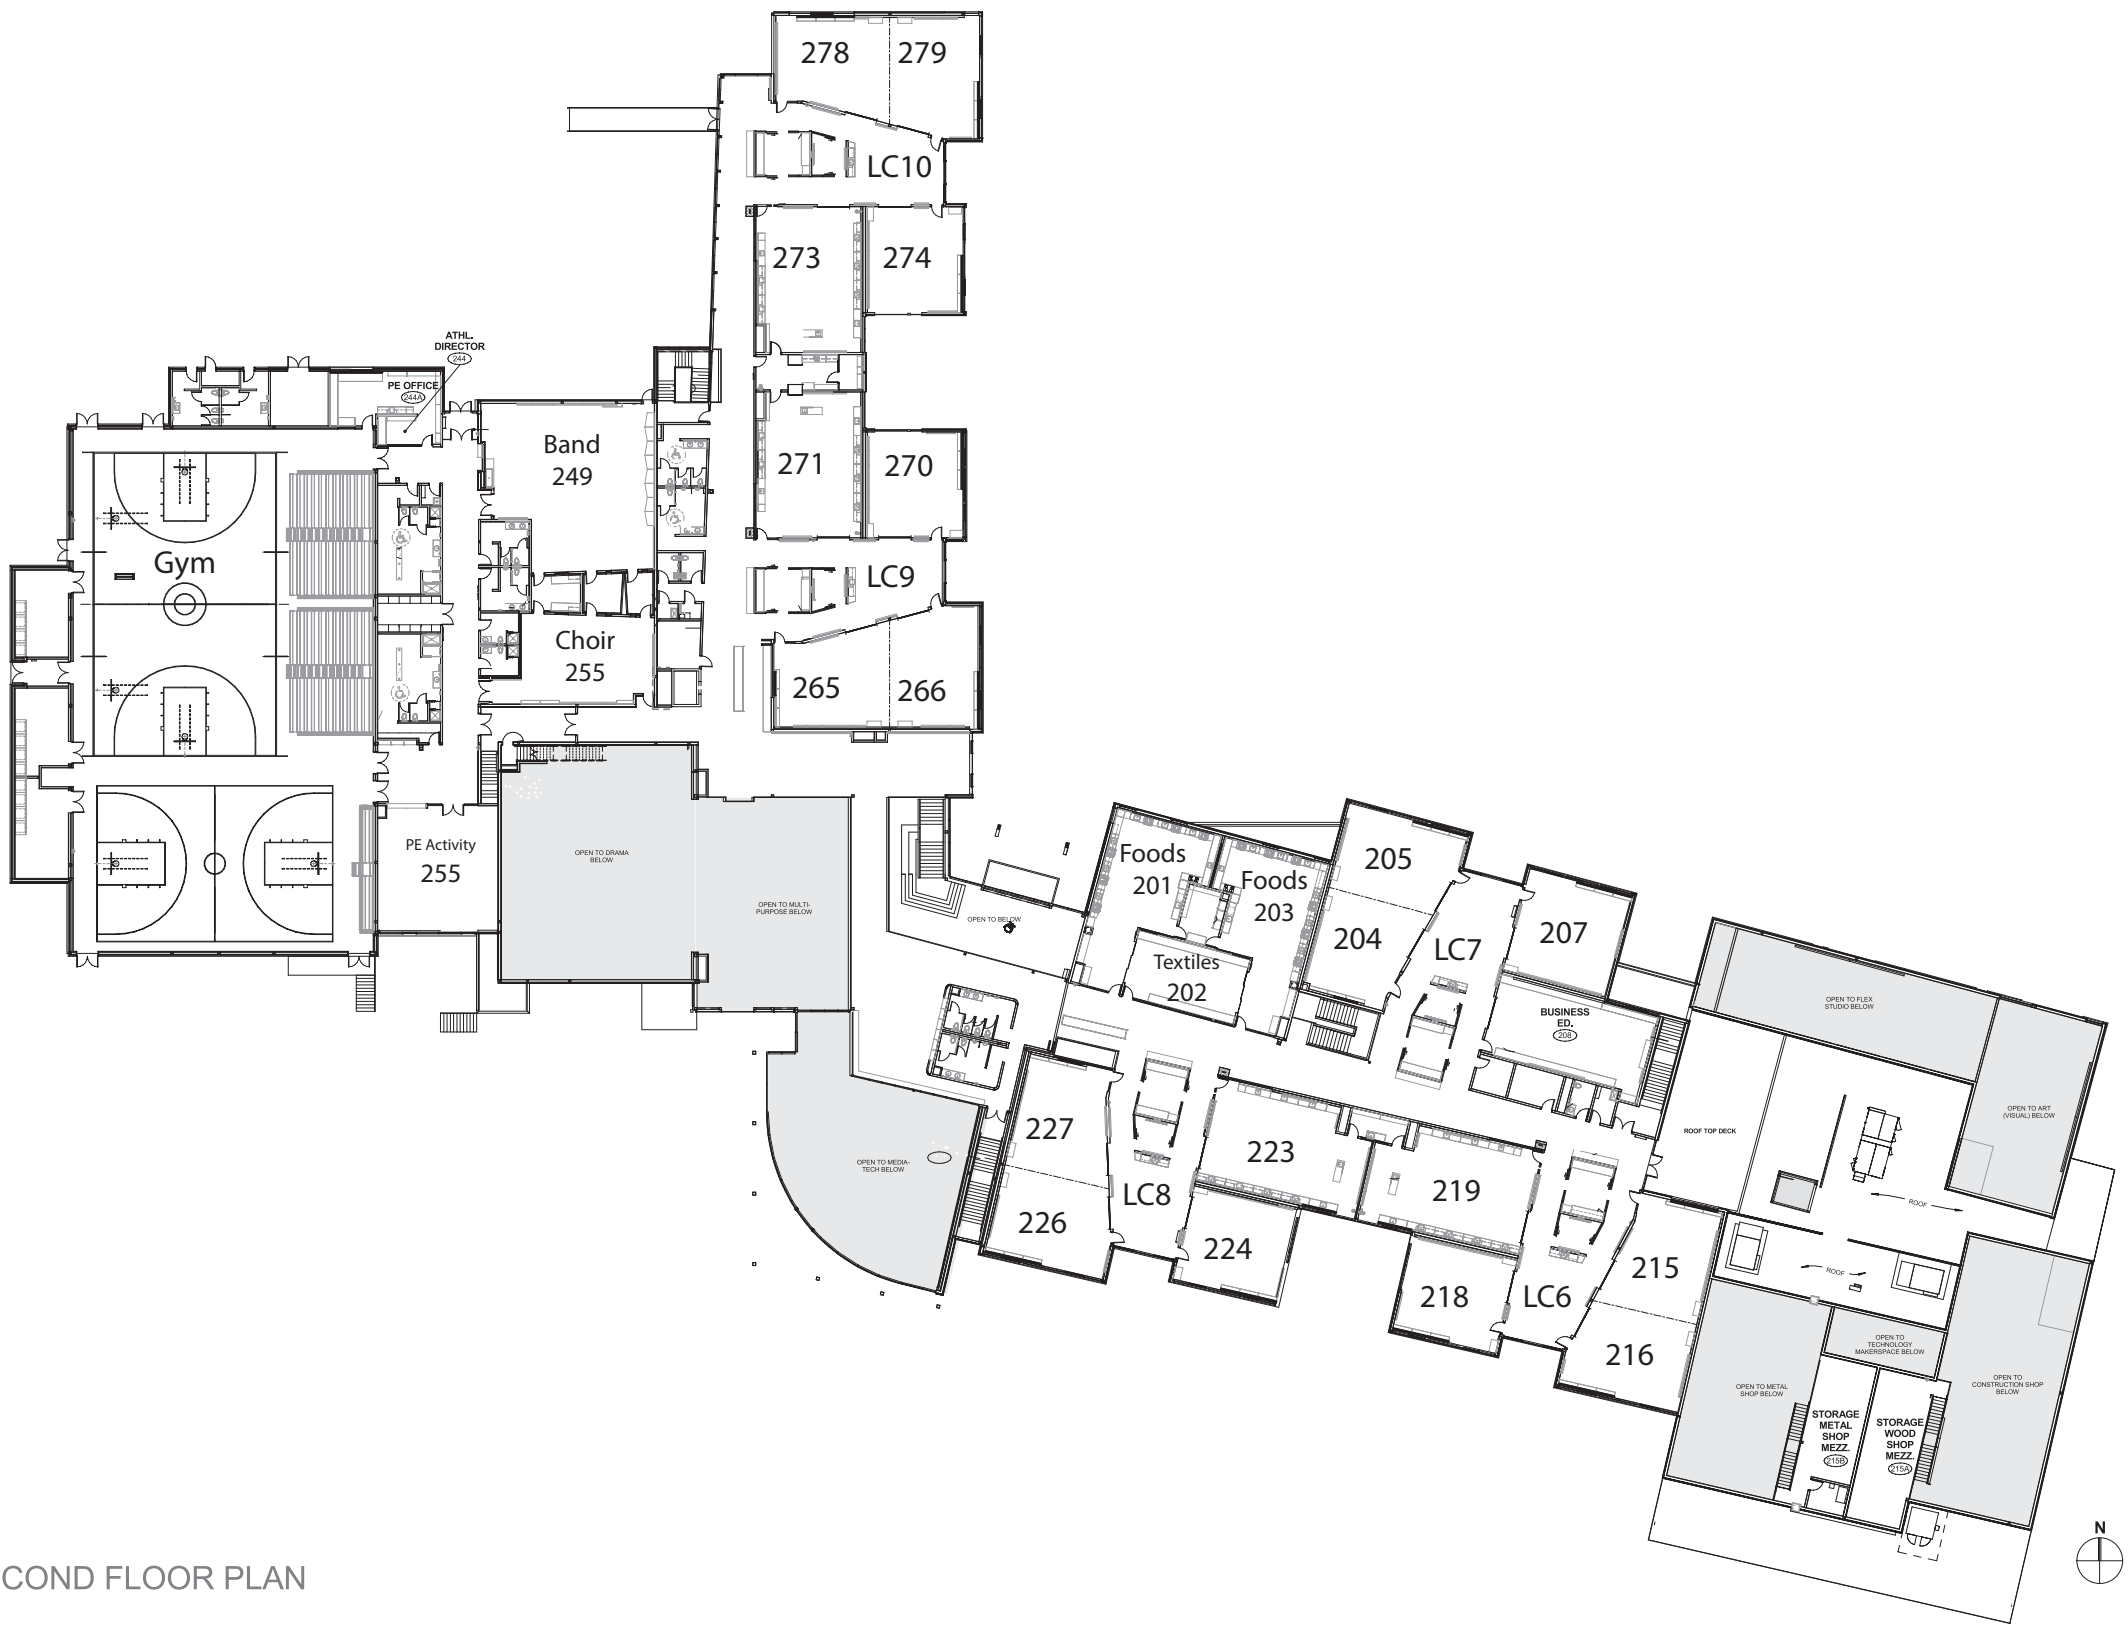 278
279
LC10
273
274
ATHL.
DIRECTOR
244
PE OFFICE
244A
Band
249
271
270
Gym
LC9
Choir
255
265
266
PE Activity
255
OPEN TO DRAMA
BELOW
OPEN TO MULTI-
PURPOSE BELOW
OPEN TO BELOW
Foods
201
Foods
203
Textiles
202
205
204
LC7
207
BUSINESS
ED.
208
OPEN TO FLEX
STUDIO BELOW
OPEN TO ART
(VISUAL) BELOW
ROOF TOP DECK
ROOF
ROOF
OPEN TO MEDIA-
TECH BELOW
227
226
LC8
223
224
219
218
LC6
215
216
OPEN TO METAL
SHOP BELOW
OPEN TO
TECHNOLOGY
MAKERSPACE BELOW
OPEN TO
CONSTRUCTION SHOP
BELOW
STORAGE
METAL
SHOP
MEZZ.
215B
STORAGE
WOOD
SHOP
MEZZ.
215A
N
COND FLOOR PLAN